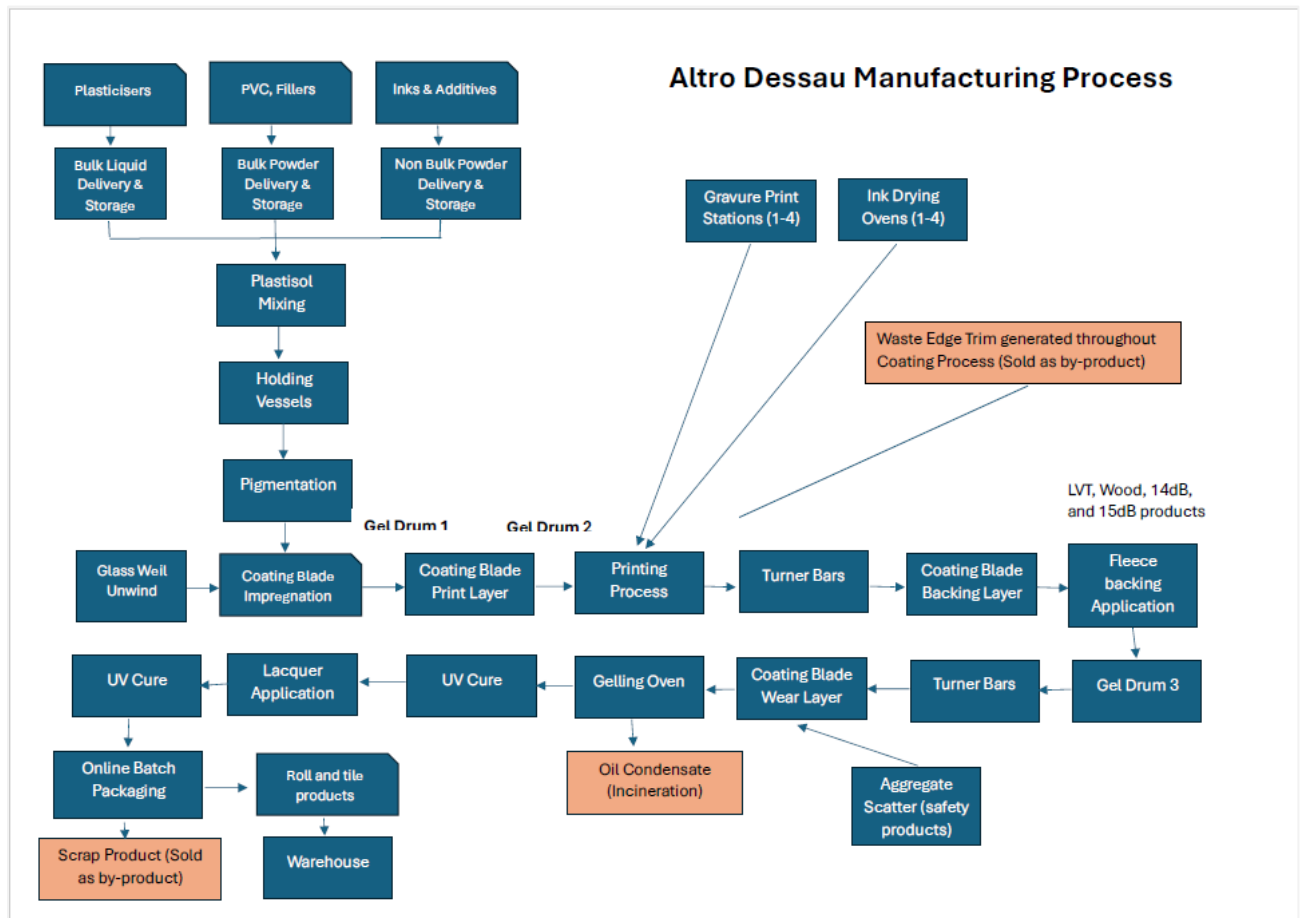 Altro Dessau Manufacturing Process
Plasticisers
PVC, Fillers
Inks & Additives
Bulk Liquid
Delivery &
Storage
Bulk Powder
Delivery &
Storage
Non Bulk Powder
Delivery &
Storage
Gravure Print
Stations (1-4)
Ink Drying
Ovens (1-4)
Plastisol
Mixing
Waste Edge Trim generated throughout
Coating Process (Sold as by-product)
Holding
Vessels
Pigmentation
LVT, Wood, 14dB,
and 15dB products
Gel Drum 1
Gel Drum 2
Glass Weil
Unwind
Coating Blade
Impregnation
Coating Blade
Print Layer
Printing
Process
Turner Bars
Coating Blade
Backing Layer
Fleece
backing
Application
UV Cure
Lacquer
Application
UV Cure
Gelling Oven
Coating Blade
Wear Layer
Turner Bars
Gel Drum 3
Online Batch
Packaging
Roll and tile
products
Oil Condensate
(Incineration)
Aggregate
Scatter (safety
products)
Scrap Product (Sold
as by-product)
Warehouse